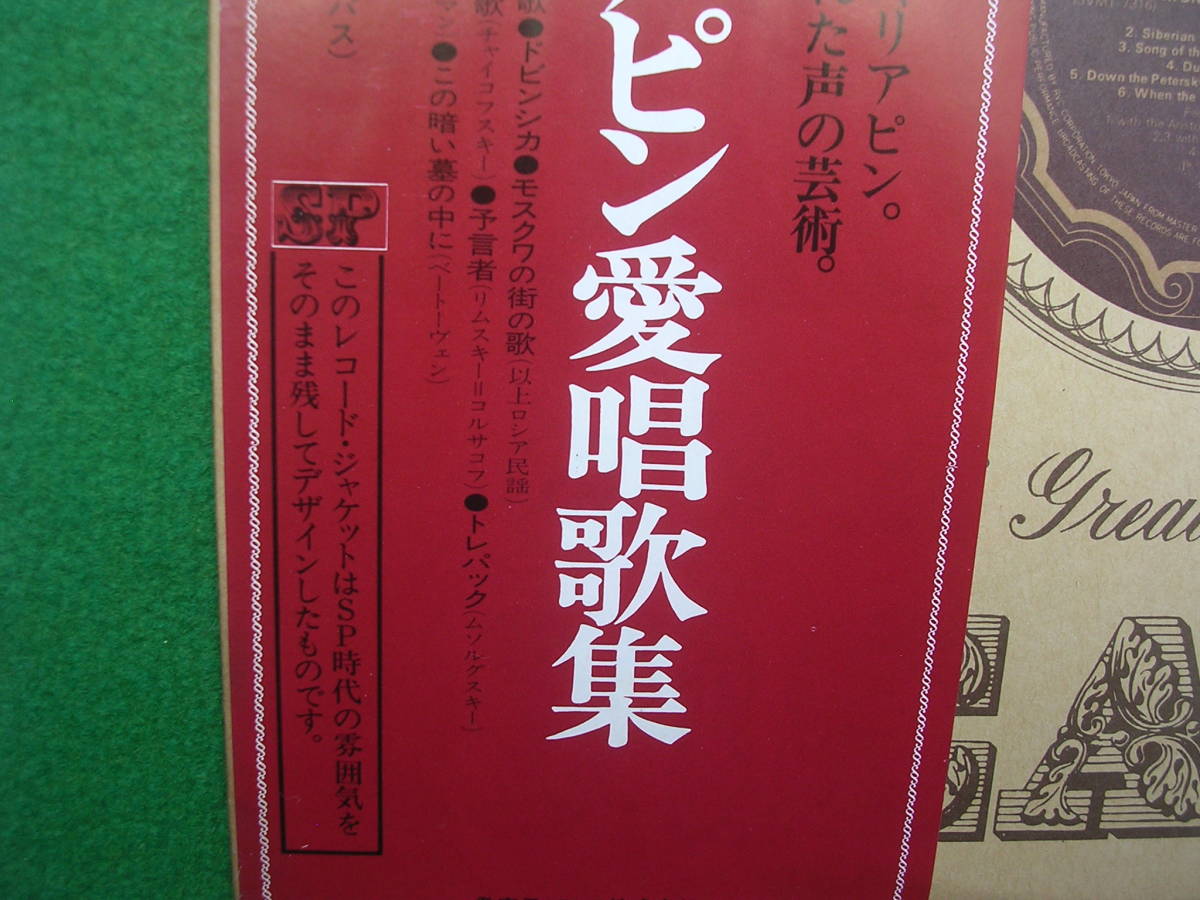 リアピン。
た声の芸術。
ピン愛唱歌集
歌●ドビンシカ●モスクワの街の歌(以上ロシア民謡)
歌(チャイコフスキー)●予言者(リムスキー=コルサコフ)●トレパック(ムソルグスキー)
マン)●この暗い墓の中に(ベートーヴェン)
パス)
SP
このレコード・ジャケットはSP時代の雰囲気を
そのまま残してデザインしたものです。
(JVMT-7316)
2. Siberian
3. Song of the
4. Du
5. Down the Petersk
6. When the
Grea
EA